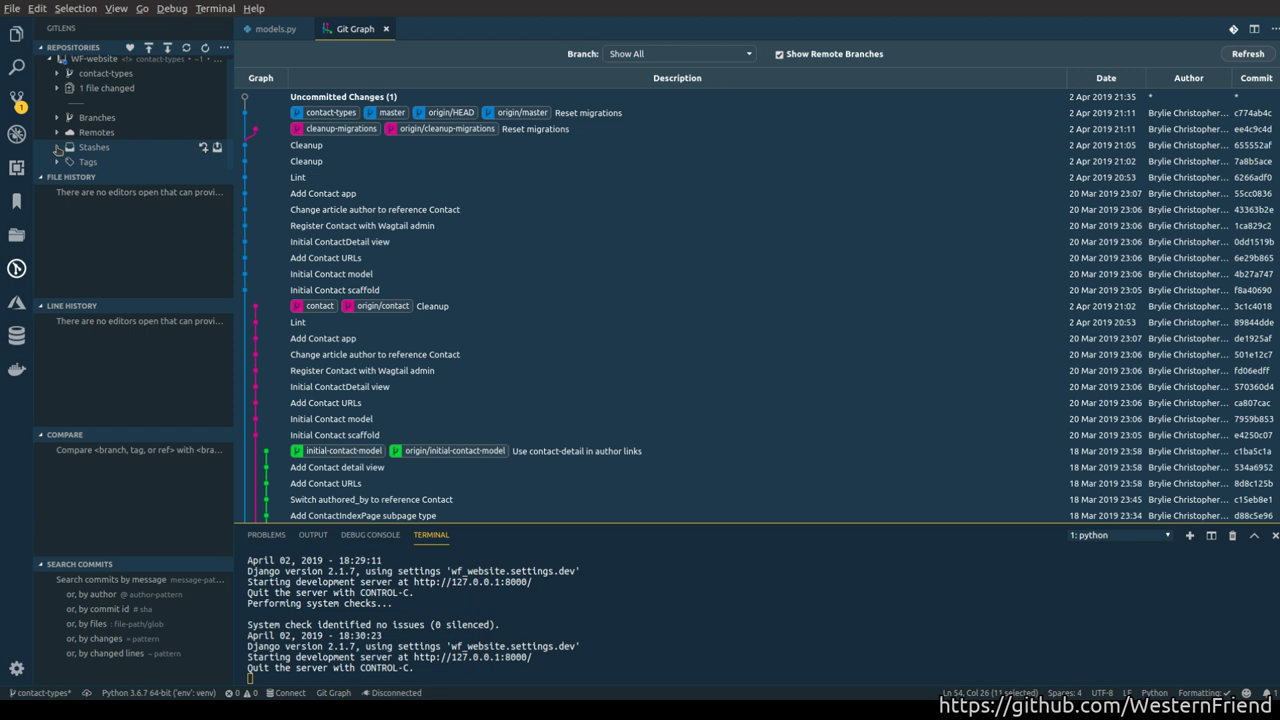 File Edit Selection View Go Debug Terminal Help
GITLENS
REPOSITORIES
WF-website contact-types • ~1 • ...
contact-types
1 file changed
Branches
Remotes
Stashes
Tags
FILE HISTORY
There are no editors open that can provi...
LINE HISTORY
There are no editors open that can provi...
COMPARE
Compare <branch, tag, or ref> with <bra...
SEARCH COMMITS
Search commits by message message-pat...
or, by author @ author-pattern
or, by commit id # sha
or, by files : file-path/glob
or, by changes ~ pattern
or, by changed lines ~ pattern
models.py Git Graph
Branch: Show All Show Remote Branches Refresh
Graph Description Date Author Commit
Uncommitted Changes (1) 2 Apr 2019 21:35 * *
contact-types master origin/HEAD origin/master Reset migrations 2 Apr 2019 21:11 Brylie Christopher... c774ab4c
cleanup-migrations origin/cleanup-migrations Reset migrations 2 Apr 2019 21:11 Brylie Christopher... ee4c9c4d
Cleanup 2 Apr 2019 21:05 Brylie Christopher... 655552af
Cleanup 2 Apr 2019 21:02 Brylie Christopher... 7a8b5ace
Lint 2 Apr 2019 20:53 Brylie Christopher... 6266adf0
Add Contact app 20 Mar 2019 23:07 Brylie Christopher... 55cc0836
Change article author to reference Contact 20 Mar 2019 23:06 Brylie Christopher... 43363b2e
Register Contact with Wagtail admin 20 Mar 2019 23:06 Brylie Christopher... 1ca829c2
Initial ContactDetail view 20 Mar 2019 23:06 Brylie Christopher... 0dd1519b
Add Contact URLs 20 Mar 2019 23:06 Brylie Christopher... 6e29b865
Initial Contact model 20 Mar 2019 23:06 Brylie Christopher... 4b27a747
Initial Contact scaffold 20 Mar 2019 23:05 Brylie Christopher... f8a40690
contact origin/contact Cleanup 2 Apr 2019 21:02 Brylie Christopher... 3c1c4018
Lint 2 Apr 2019 20:53 Brylie Christopher... 89844dde
Add Contact app 20 Mar 2019 23:07 Brylie Christopher... de1925af
Change article author to reference Contact 20 Mar 2019 23:06 Brylie Christopher... 501e12c7
Register Contact with Wagtail admin 20 Mar 2019 23:06 Brylie Christopher... fd06edff
Initial ContactDetail view 20 Mar 2019 23:06 Brylie Christopher... 570360d4
Add Contact URLs 20 Mar 2019 23:06 Brylie Christopher... ca807cac
Initial Contact model 20 Mar 2019 23:06 Brylie Christopher... 7959b853
Initial Contact scaffold 20 Mar 2019 23:05 Brylie Christopher... e4250c07
initial-contact-model origin/initial-contact-model Use contact-detail in author links 18 Mar 2019 23:58 Brylie Christopher... c1ba5c1a
Add Contact detail view 18 Mar 2019 23:58 Brylie Christopher... 534a6952
Add Contact URLs 18 Mar 2019 23:58 Brylie Christopher... 8d8c125b
Switch authored_by to reference Contact 18 Mar 2019 23:45 Brylie Christopher... c15eb8e1
Add ContactIndexPage subpage type 18 Mar 2019 23:34 Brylie Christopher... d88c5e96
PROBLEMS OUTPUT DEBUG CONSOLE TERMINAL 1: python
April 02, 2019 - 18:29:11
Django version 2.1.7, using settings 'wf_website.settings.dev'
Starting development server at http://127.0.0.1:8000/
Quit the server with CONTROL-C.
Performing system checks...
System check identified no issues (0 silenced).
April 02, 2019 - 18:30:23
Django version 2.1.7, using settings 'wf_website.settings.dev'
Starting development server at http://127.0.0.1:8000/
Quit the server with CONTROL-C.
contact-types* Python 3.6.7 64-bit ('env': venv) 0 0 Connect Git Graph Disconnected Ln 54, Col 26 (11 selected) Spaces: 4 UTF-8 LF Python Formatting: ✓ 1
https://github.com/WesternFriend